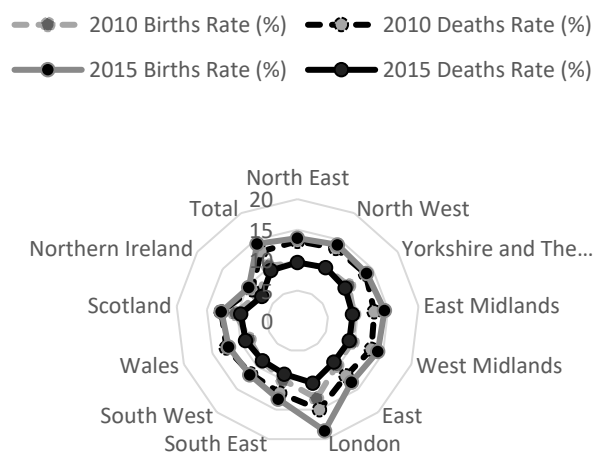 2010 Births Rate (%) 2010 Deaths Rate (%)
2015 Births Rate (%) 2015 Deaths Rate (%)
North East
20
Total
North West
15
Northern Ireland
Yorkshire and The...
0
Scotland
East Midlands
Wales
West Midlands
South West
East
South East
London